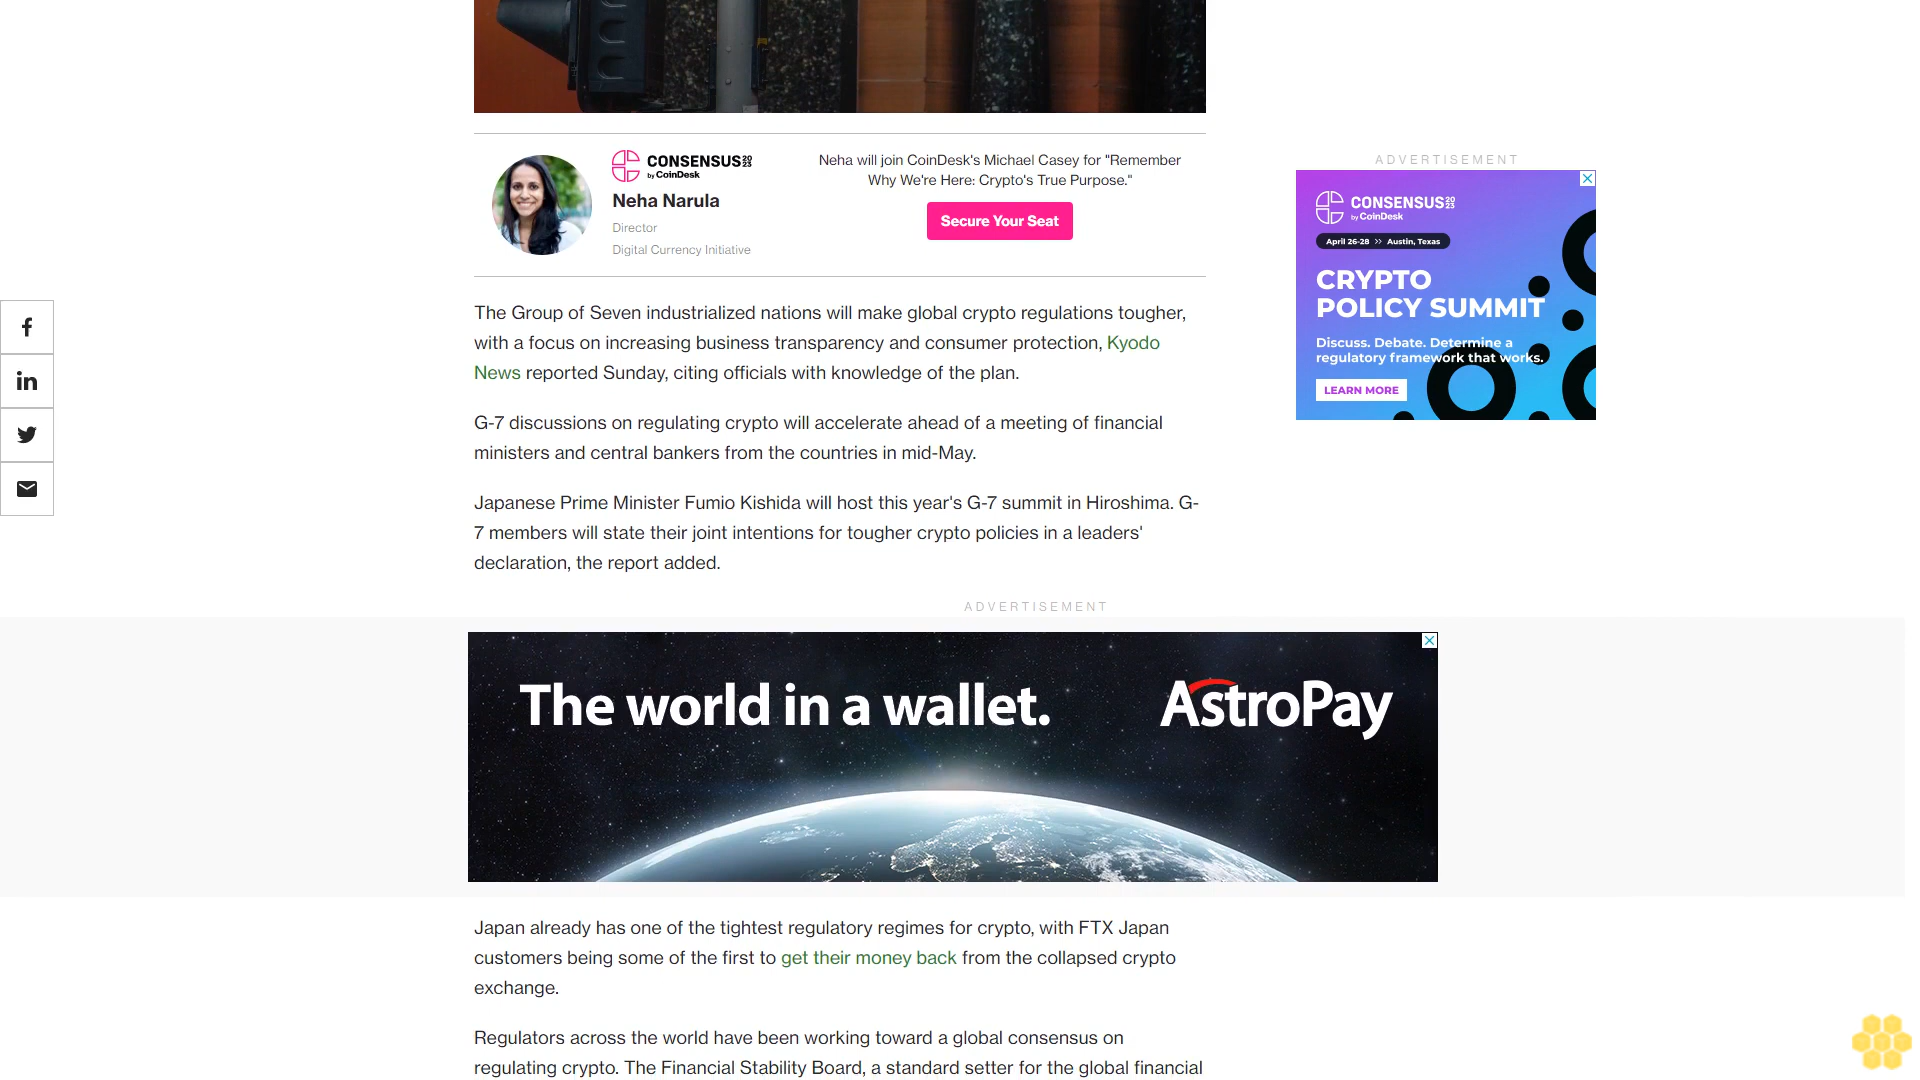 CONSENSUS 2023
by CoinDesk
Neha Narula
Director
Digital Currency Initiative
Neha will join CoinDesk's Michael Casey for "Remember
Why We're Here: Crypto's True Purpose."
Secure Your Seat
ADVERTISEMENT
CONSENSUS 2023
by CoinDesk
April 26-28 >> Austin, Texas
CRYPTO
POLICY SUMMIT
Discuss. Debate. Determine a
regulatory framework that works.
LEARN MORE
The Group of Seven industrialized nations will make global crypto regulations tougher,
with a focus on increasing business transparency and consumer protection, Kyodo
News reported Sunday, citing officials with knowledge of the plan.
G-7 discussions on regulating crypto will accelerate ahead of a meeting of financial
ministers and central bankers from the countries in mid-May.
Japanese Prime Minister Fumio Kishida will host this year's G-7 summit in Hiroshima. G-
7 members will state their joint intentions for tougher crypto policies in a leaders'
declaration, the report added.
ADVERTISEMENT
The world in a wallet.
AstroPay
Japan already has one of the tightest regulatory regimes for crypto, with FTX Japan
customers being some of the first to get their money back from the collapsed crypto
exchange.
Regulators across the world have been working toward a global consensus on
regulating crypto. The Financial Stability Board, a standard setter for the global financial